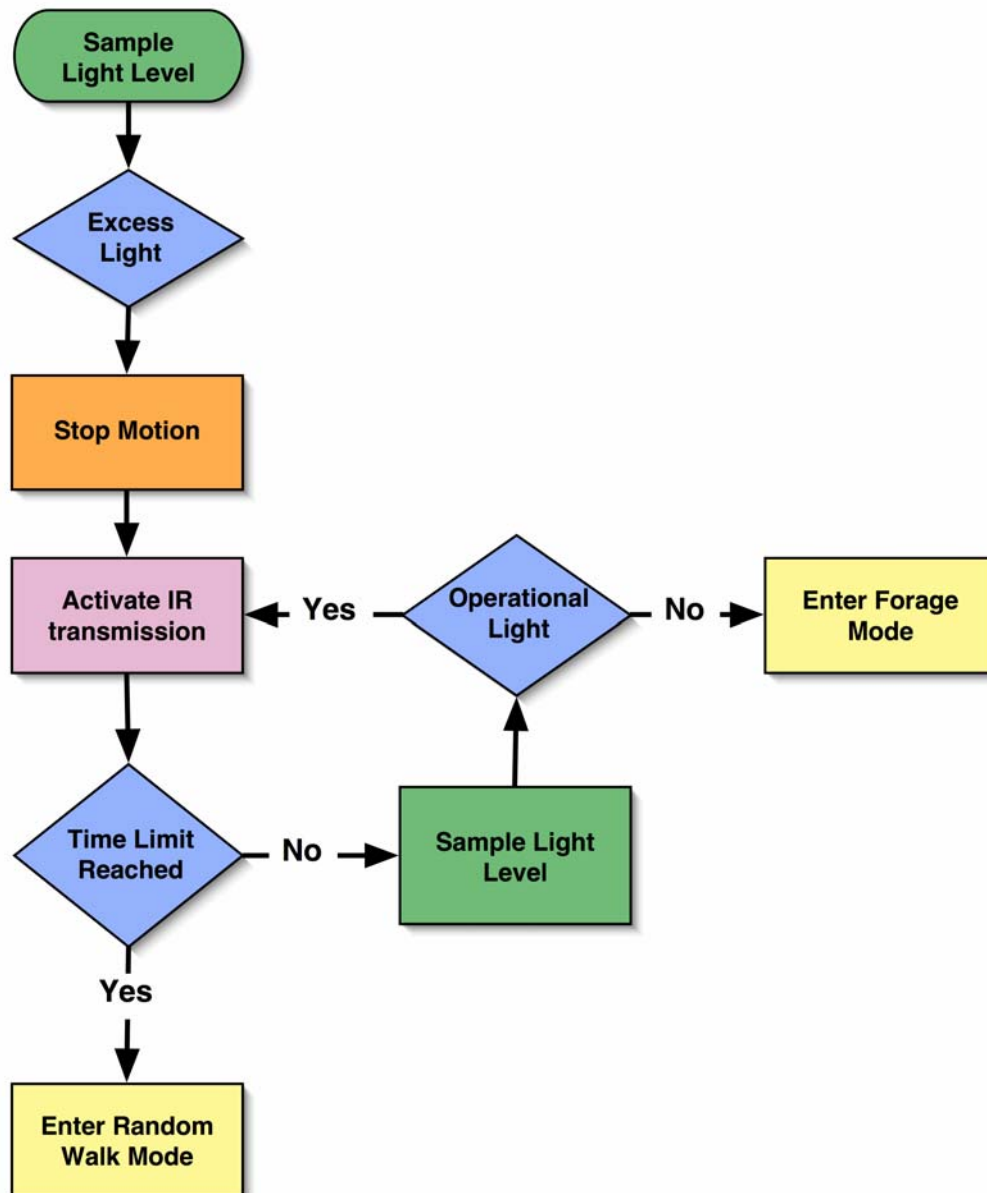 Sample
Light Level
Excess
Light
Stop Motion
Activate IR
transmission
Yes
Operational
Light
No
Enter Forage
Mode
Time Limit
Reached
No
Sample Light
Level
Yes
Enter Random
Walk Mode